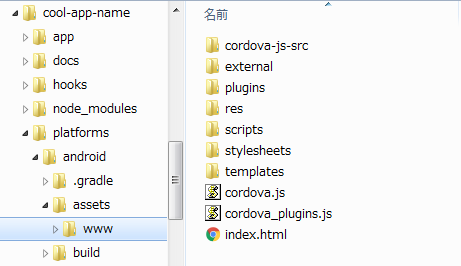 cool-app-name
app
docs
hooks
node_modules
platforms
android
.gradle
assets
www
build
名前
cordova-js-src
external
plugins
res
scripts
stylesheets
templates
cordova.js
cordova_plugins.js
index.html